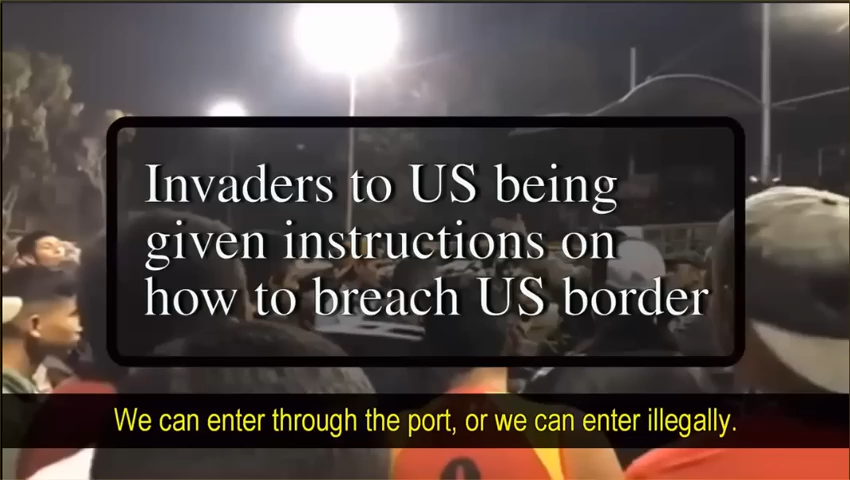 Invaders to US being
given instructions on
how to breach US border
We can enter through the port, or we can enter illegally.